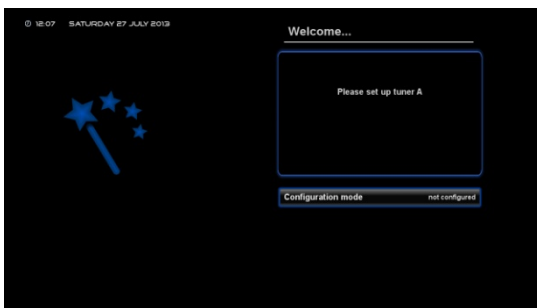 12:07 SATURDAY 27 JULY 2013
Welcome...
Please set up tuner A
Configuration mode not configured